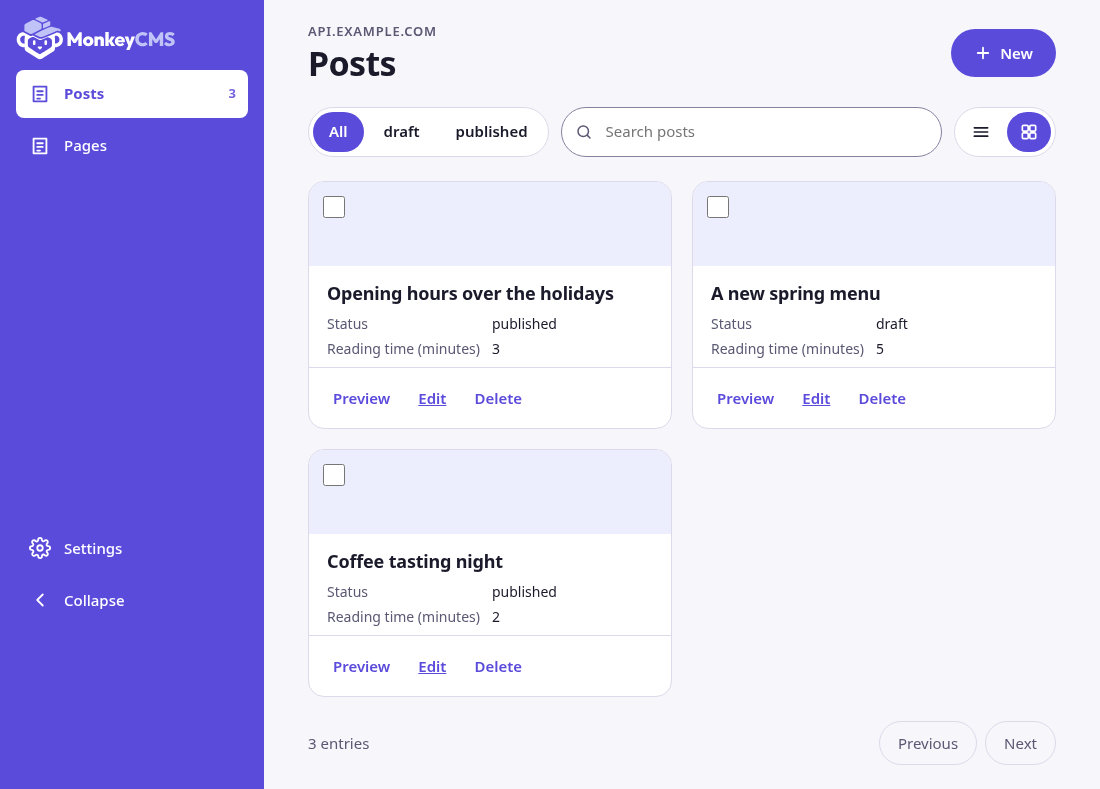 MonkeyCMS
Posts 3
Pages
Settings
Collapse
API.EXAMPLE.COM
Posts
New
All draft published
Search posts
Opening hours over the holidays
Status published
Reading time (minutes) 3
Preview Edit Delete
A new spring menu
Status draft
Reading time (minutes) 5
Preview Edit Delete
Coffee tasting night
Status published
Reading time (minutes) 2
Preview Edit Delete
3 entries
Previous Next